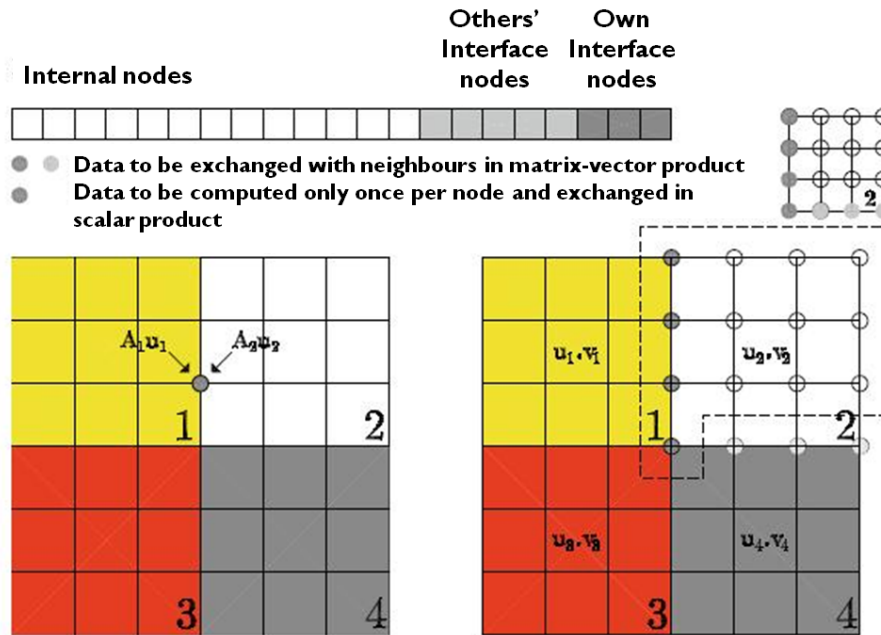 Internal nodes
Others'
Interface
nodes
Own
Interface
nodes
Data to be exchanged with neighbours in matrix-vector product
Data to be computed only once per node and exchanged in
scalar product
2
A₁u₁
A₂u₂
1
2
3
4
u₁.v₁
u₂.v₂
1
2
u₃.v₃
u₄.v₄
3
4